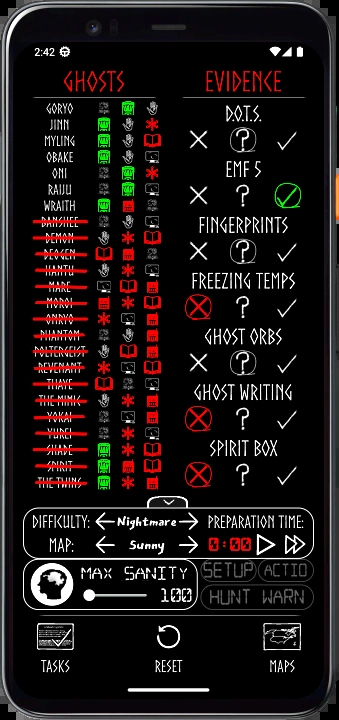 2:42
GHOSTS EVIDENCE
GORYO
JINN
MYLING
OBAKE
ONI
RAIJU
WRAITH
BANSHEE
DEMON
DEOGEN
HANTU
MARE
MOROI
ONRYO
PHANTOM
POLTERGEIST
REVENANT
THAYE
THE MIMIC
YOKAI
YUREI
SHADE
SPIRIT
THE TWINS
D.O.T.S.
?
EMF 5
?
FINGERPRINTS
?
FREEZING TEMPS
?
GHOST ORBS
?
GHOST WRITING
?
SPIRIT BOX
?
DIFFICULTY: Nightmare PREPARATION TIME:
MAP: Sunny 0:00
MAX SANITY SETUP ACTIO
100 HUNT WARN
TASKS RESET MAPS